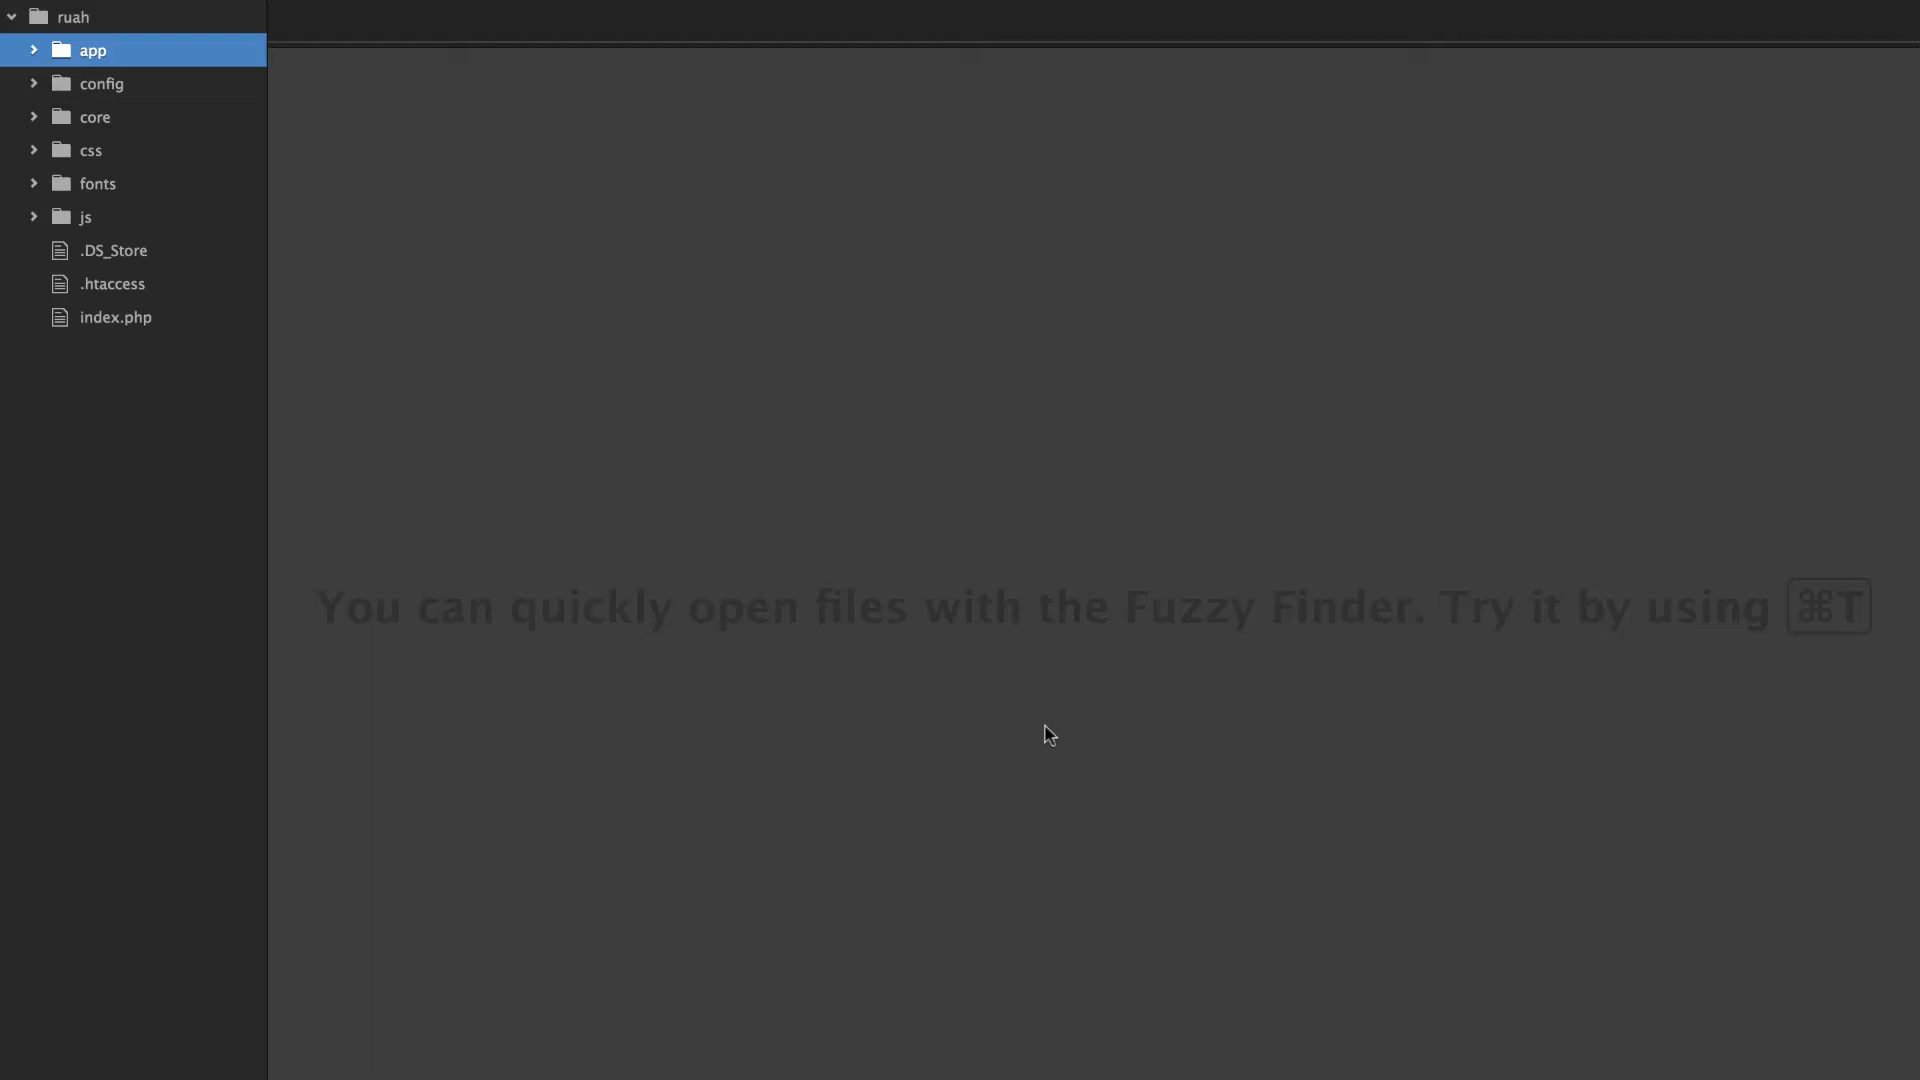 ruah
app
config
core
css
fonts
js
.DS_Store
.htaccess
index.php
You can quickly open files with the Fuzzy Finder. Try it by using ⌘T